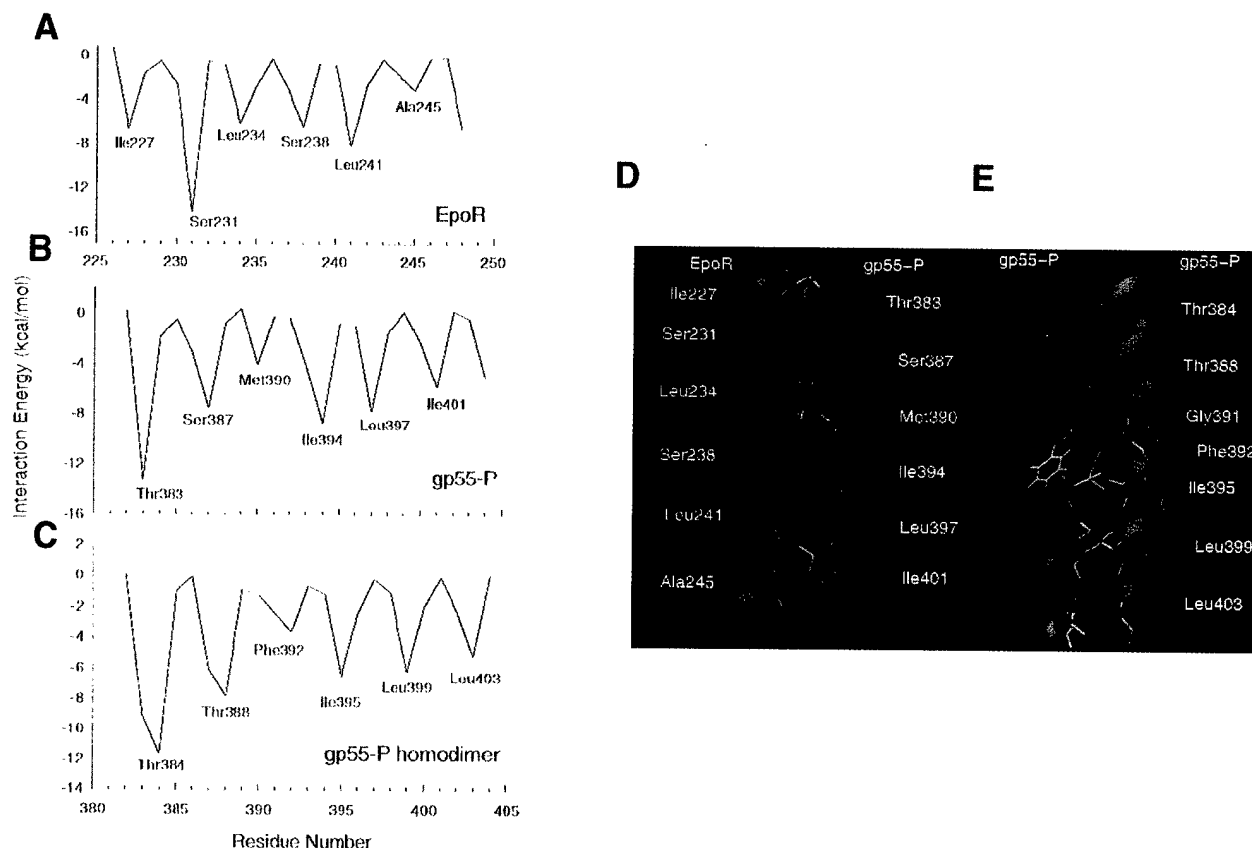 A
0
-4
-8
-12
-16
Ile227
Ser231
Leu234
Ser238
Leu241
Ala245
EpoR
225 230 235 240 245 250
B
0
-4
-8
-12
-16
Thr383
Ser387
Met390
Ile394
Leu397
Ile401
gp55-P
C
2
0
-2
-4
-6
-8
-10
-12
-14
Thr384
Thr388
Phe392
Ile395
Leu399
Leu403
gp55-P homodimer
380 385 390 395 400 405
Residue Number
Interaction Energy (kcal/mol)
D
EpoR gp55-P
Ile227
Ser231
Leu234
Ser238
Leu241
Ala245
Thr383
Ser387
Met390
Ile394
Leu397
Ile401
E
gp55-P gp55-P
Thr384
Thr388
Gly391
Phe392
Ile395
Leu399
Leu403